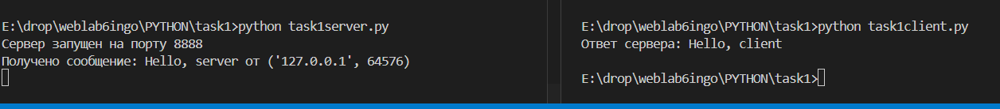 E:\drop\weblab6ingo\PYTHON\task1>python task1server.py
Сервер запущен на порту 8888
Получено сообщение: Hello, server от ('127.0.0.1', 64576)
E:\drop\weblab6ingo\PYTHON\task1>python task1client.py
Ответ сервера: Hello, client
E:\drop\weblab6ingo\PYTHON\task1>